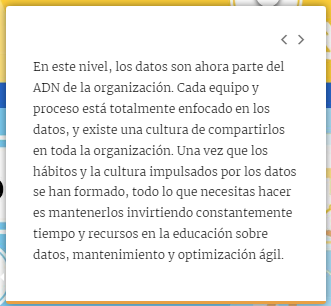 En este nivel, los datos son ahora parte del
ADN de la organización. Cada equipo y
proceso está totalmente enfocado en los
datos, y existe una cultura de compartirlos
en toda la organización. Una vez que los
hábitos y la cultura impulsados por los datos
se han formado, todo lo que necesitas hacer
es mantenerlos invirtiendo constantemente
tiempo y recursos en la educación sobre
datos, mantenimiento y optimización ágil.